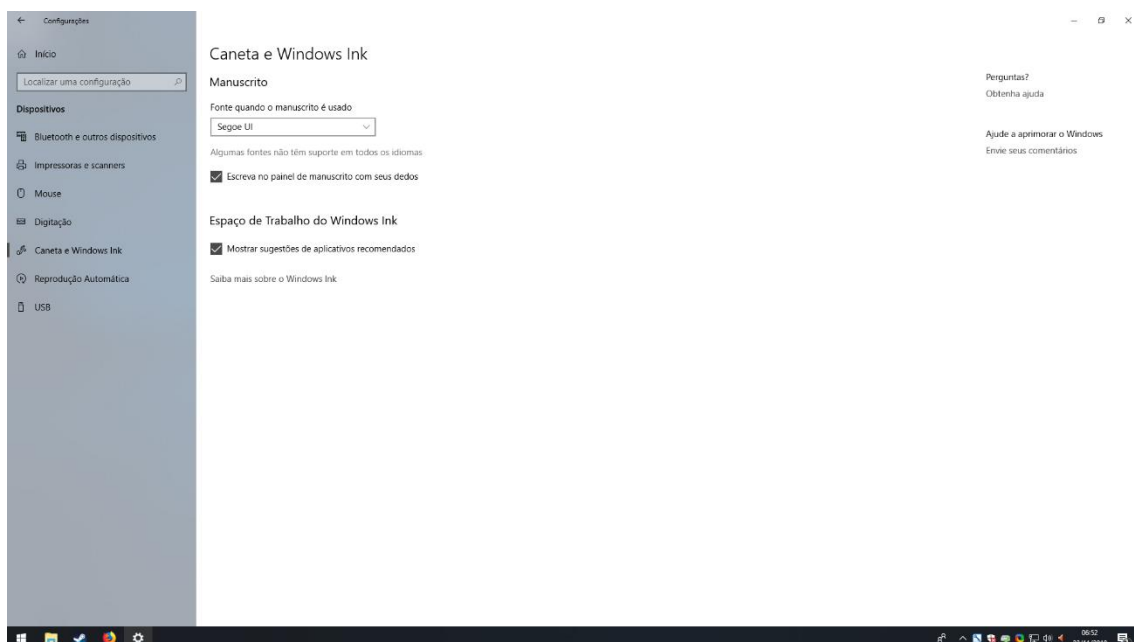 Configurações
Início
Localizar uma configuração
Dispositivos
Bluetooth e outros dispositivos
Impressoras e scanners
Mouse
Digitação
Caneta e Windows Ink
Reprodução Automática
USB
Caneta e Windows Ink
Manuscrito
Fonte quando o manuscrito é usado
Segoe UI
Algumas fontes não têm suporte em todos os idiomas
Escreva no painel de manuscrito com seus dedos
Espaço de Trabalho do Windows Ink
Mostrar sugestões de aplicativos recomendados
Saiba mais sobre o Windows Ink
Perguntas?
Obtenha ajuda
Ajude a aprimorar o Windows
Envie seus comentários
06:52